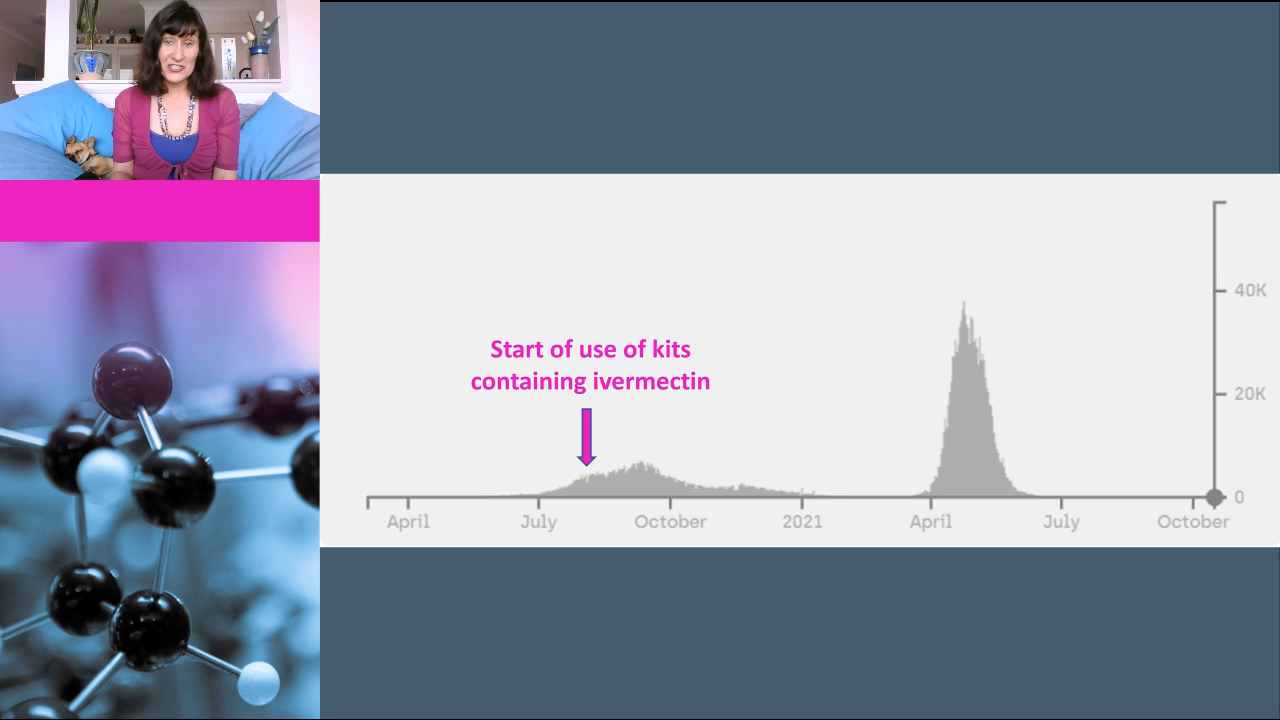 Start of use of kits
containing ivermectin
40K
20K
0
April July October 2021 April July October